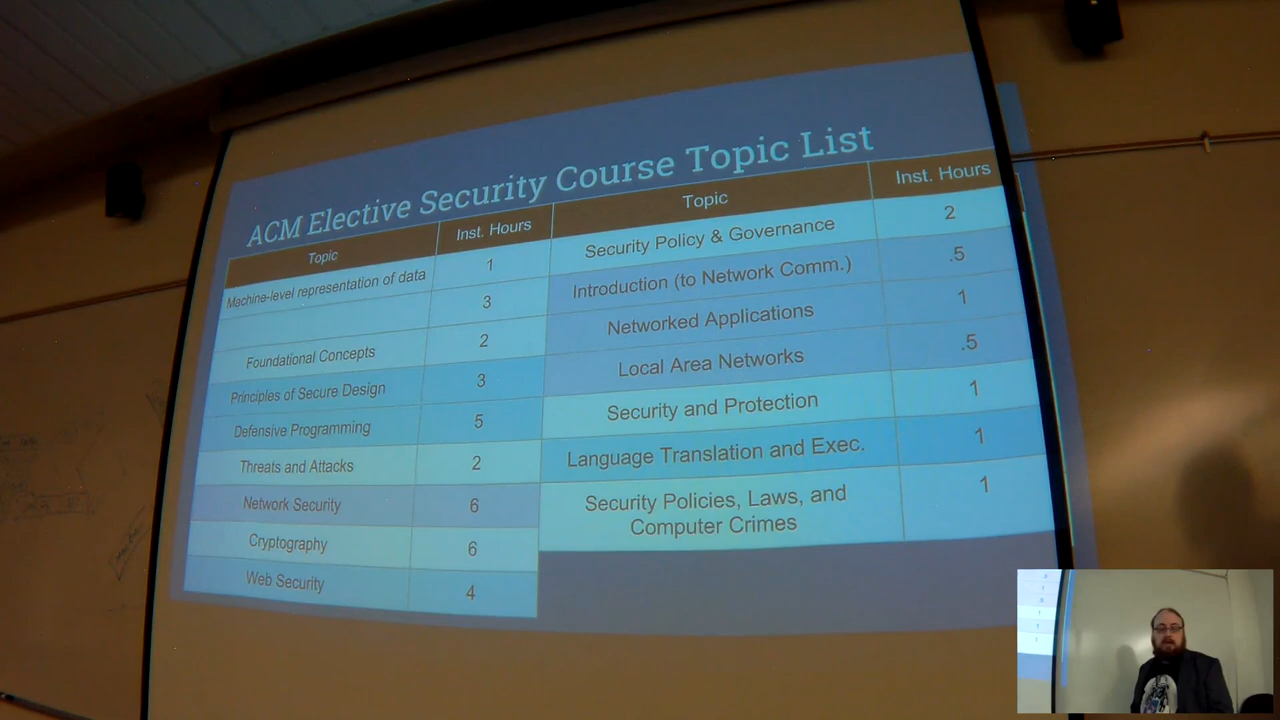 ACM Elective Security Course Topic List
Topic
Inst. Hours
Machine-level representation of data
1
3
Foundational Concepts
2
Principles of Secure Design
3
Defensive Programming
5
Threats and Attacks
2
Network Security
6
Cryptography
6
Web Security
4
Topic
Inst. Hours
Security Policy & Governance
2
Introduction (to Network Comm.)
.5
Networked Applications
1
Local Area Networks
.5
Security and Protection
1
Language Translation and Exec.
1
Security Policies, Laws, and
Computer Crimes
1